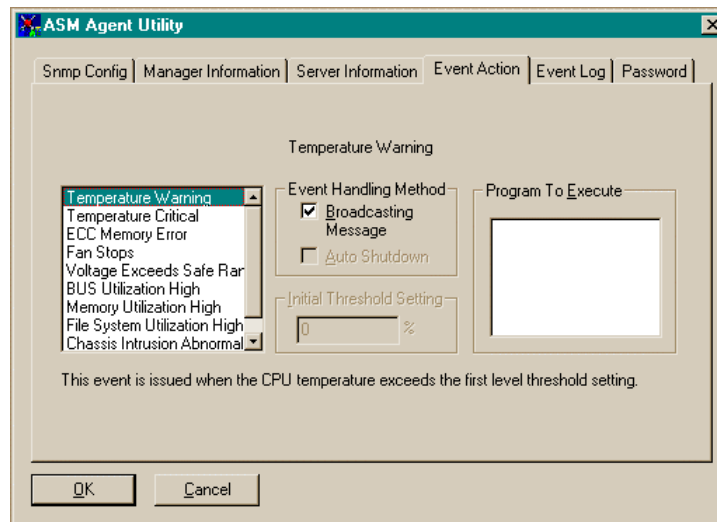 ASM Agent Utility
Snmp Config
Manager Information
Server Information
Event Action
Event Log
Password
Temperature Warning
Temperature Warning
Temperature Critical
ECC Memory Error
Fan Stops
Voltage Exceeds Safe Ran
BUS Utilization High
Memory Utilization High
File System Utilization High
Chassis Intrusion Abnormal
Event Handling Method
Broadcasting
Message
Auto Shutdown
Initial Threshold Setting
0 %
Program To Execute
This event is issued when the CPU temperature exceeds the first level threshold setting.
OK
Cancel